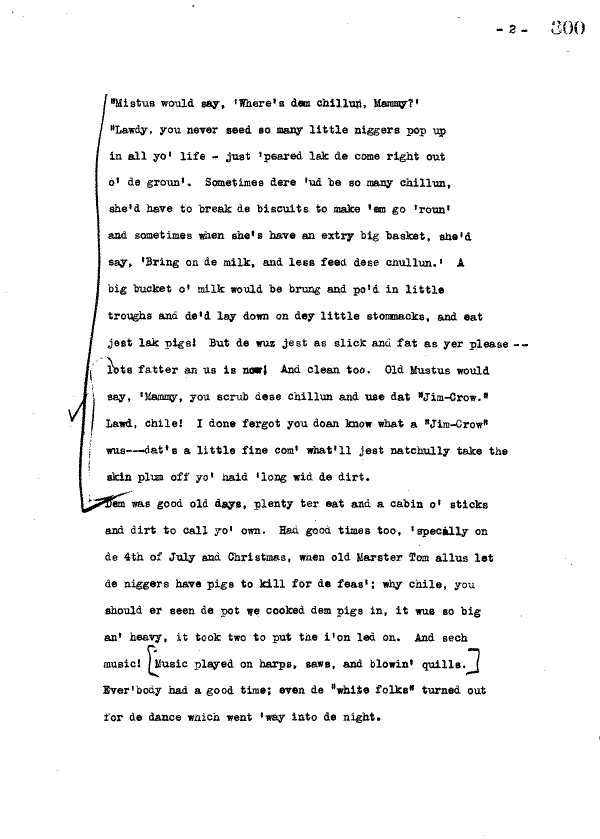 - 2 - 300
"Mistus would say, 'Where's dem chillun, Mammy?'
"Lawdy, you never seed so many little niggers pop up
in all yo' life - just 'peared lak de come right out
o' de groun'. Sometimes dere 'ud be so many chillun,
she'd have to break de biscuits to make 'em go 'roun'
and sometimes when she's have an extry big basket, she'd
say, 'Bring on de milk, and less feed dese chullun.' A
big bucket o' milk would be brung and po'd in little
troughs and de'd lay down on dey little stommacks, and eat
jest lak pigs! But de wuz jest as slick and fat as yer please --
lots fatter an us is now! And clean too. Old Mustus would
say, 'Mammy, you scrub dese chillun and use dat "Jim-Crow."
Lawd, chile! I done fergot you doan know what a "Jim-Crow"
wus---dat's a little fine com' what'll jest natchully take the
skin plum off yo' haid 'long wid de dirt.
Dem was good old days, plenty ter eat and a cabin o' sticks
and dirt to call yo' own. Had good times too, 'specially on
de 4th of July and Christmas, when old Marster Tom allus let
de niggers have pigs to kill for de feas'; why chile, you
should er seen de pot we cooked dem pigs in, it wus so big
an' heavy, it took two to put the i'on led on. And sech
music! [Music played on harps, saws, and blowin' quills.]
Ever'body had a good time; even de "white folks" turned out
for de dance which went 'way into de night.